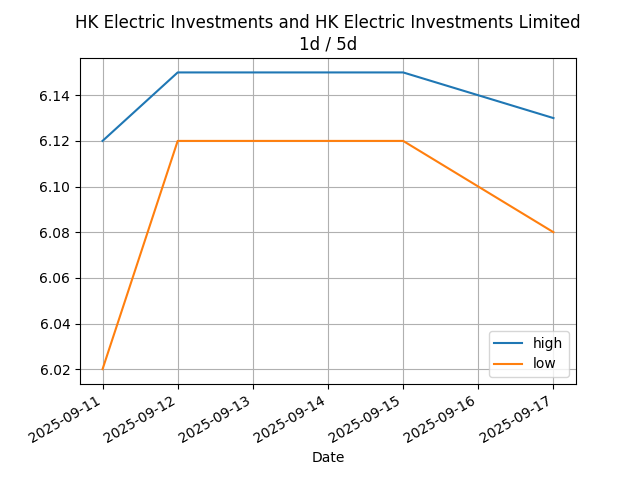 HK Electric Investments and HK Electric Investments Limited
1d / 5d
6.14
6.12
6.10
6.08
6.06
6.04
6.02
high
low
2025-09-11
2025-09-12
2025-09-13
2025-09-14
2025-09-15
2025-09-16
2025-09-17
Date